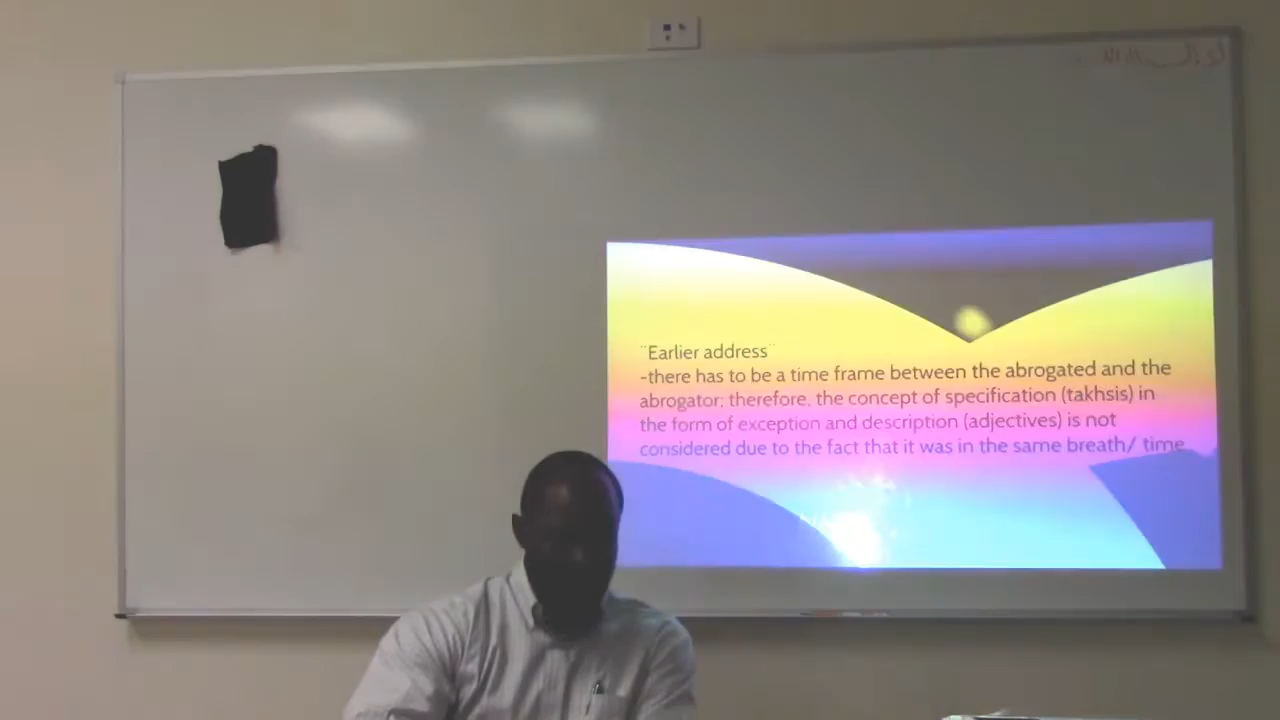 ¨Earlier address¨
-there has to be a time frame between the abrogated and the
abrogator; therefore, the concept of specification (takhsis) in
the form of exception and description (adjectives) is not
considered due to the fact that it was in the same breath/ time.